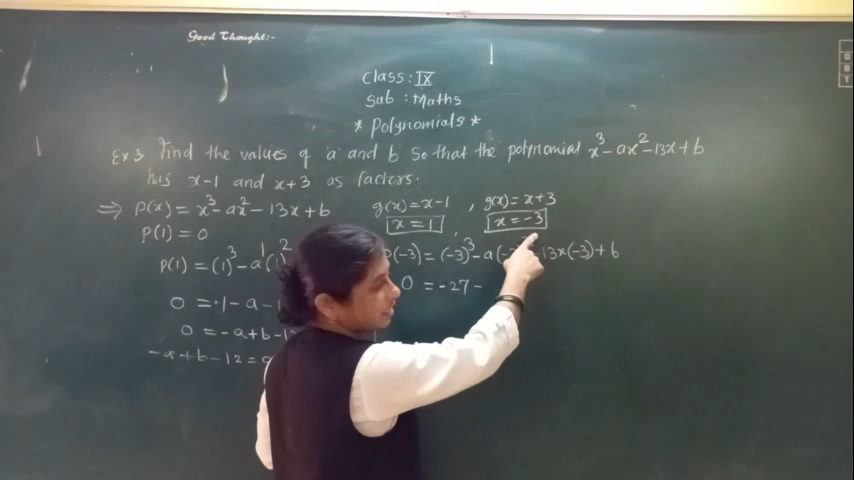 Good Thought:-
Class: IX
Sub : Maths
* Polynomials *
Ex 3 Find the values of a and b so that the polynomial x³-ax²-13x+b
has x-1 and x+3 as factors.
⇒ P(x) = x³-ax²-13x+b g(x)=x-1 , g(x)=x+3
P(1) = 0 x=1 , x=-3
P(1) = (1)³-a(1)² P(-3) = (-3)³-a( 13x(-3)+b
0 = 1-a-1 0 = -27-
0 = -a+b-12
-a+b-12=0
O
B
T